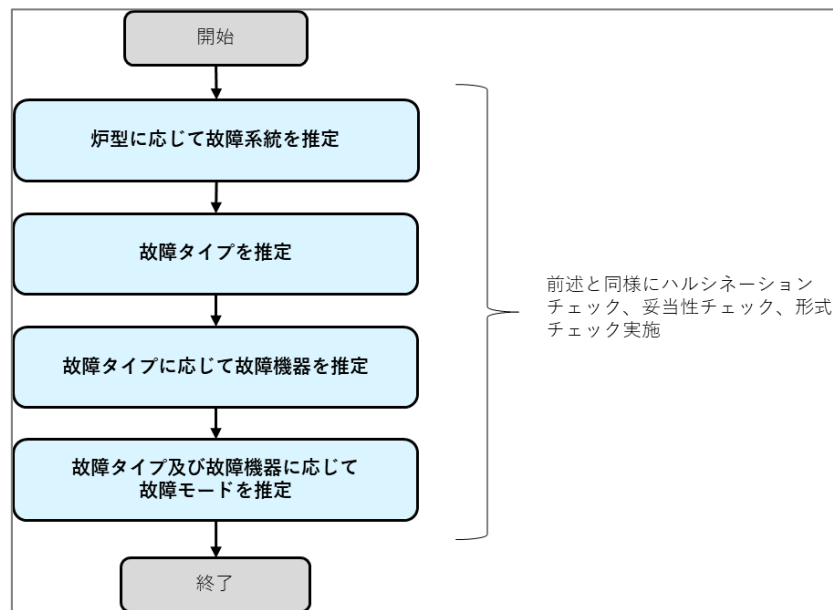 開始
炉型に応じて故障系統を推定
故障タイプを推定
故障タイプに応じて故障機器を推定
故障タイプ及び故障機器に応じて
故障モードを推定
終了
前述と同様にハルシネーション
チェック、妥当性チェック、形式
チェック実施